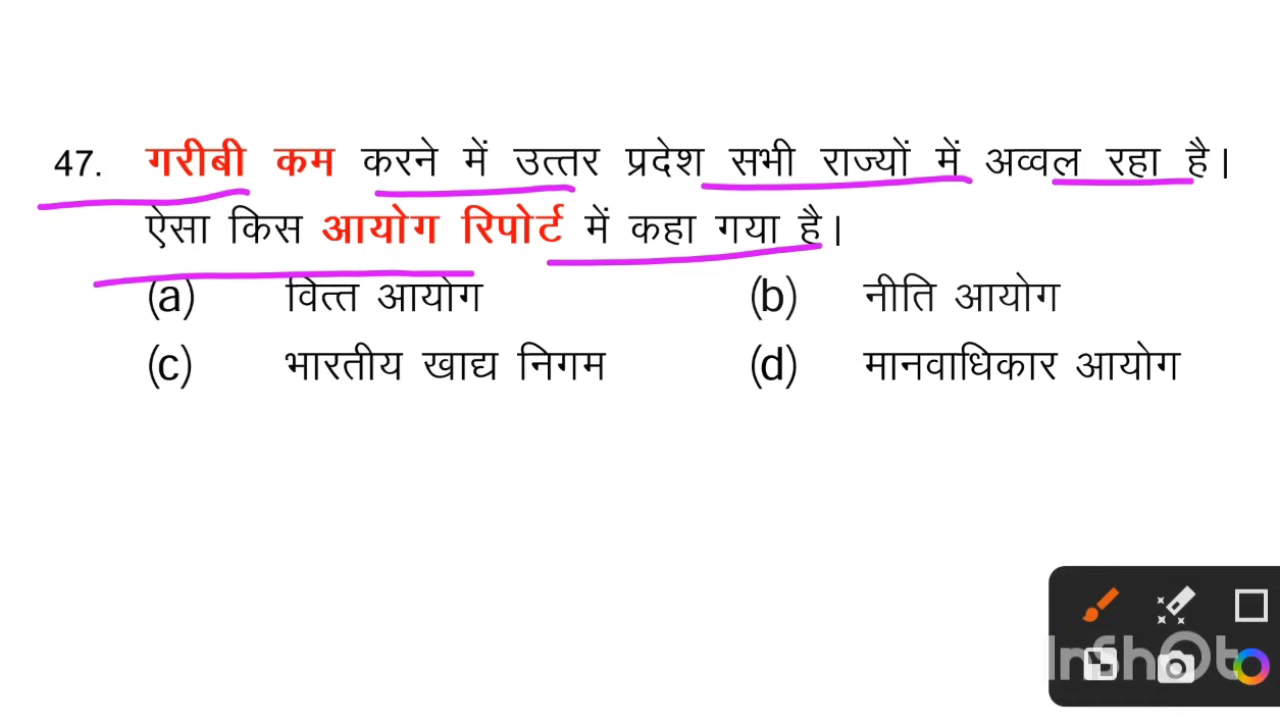 47. गरीबी कम करने में उत्तर प्रदेश सभी राज्यों में अव्वल रहा है।
ऐसा किस आयोग रिपोर्ट में कहा गया है।
(a) वित्त आयोग (b) नीति आयोग
(c) भारतीय खाद्य निगम (d) मानवाधिकार आयोग
InShOt